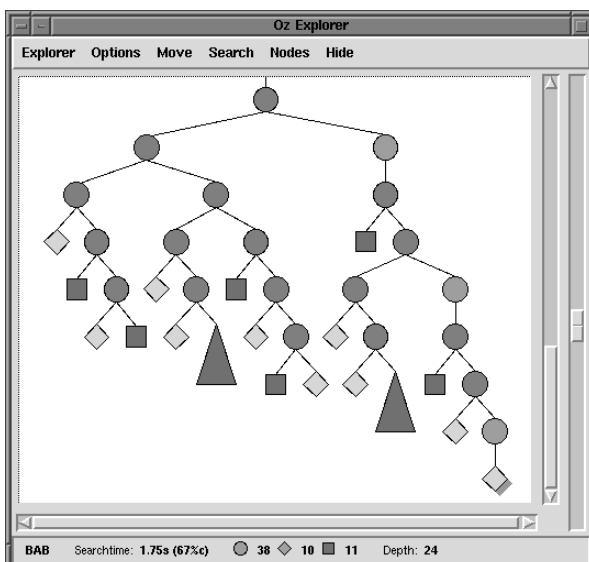 Oz Explorer
Explorer Options Move Search Nodes Hide
BAB Searchtime: 1.75s (67%c) 38 10 11 Depth: 24